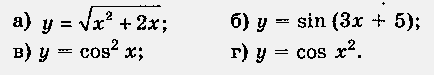 а) y = √(x² + 2x); б) y = sin (3x + 5);
в) y = cos² x; г) y = cos x².